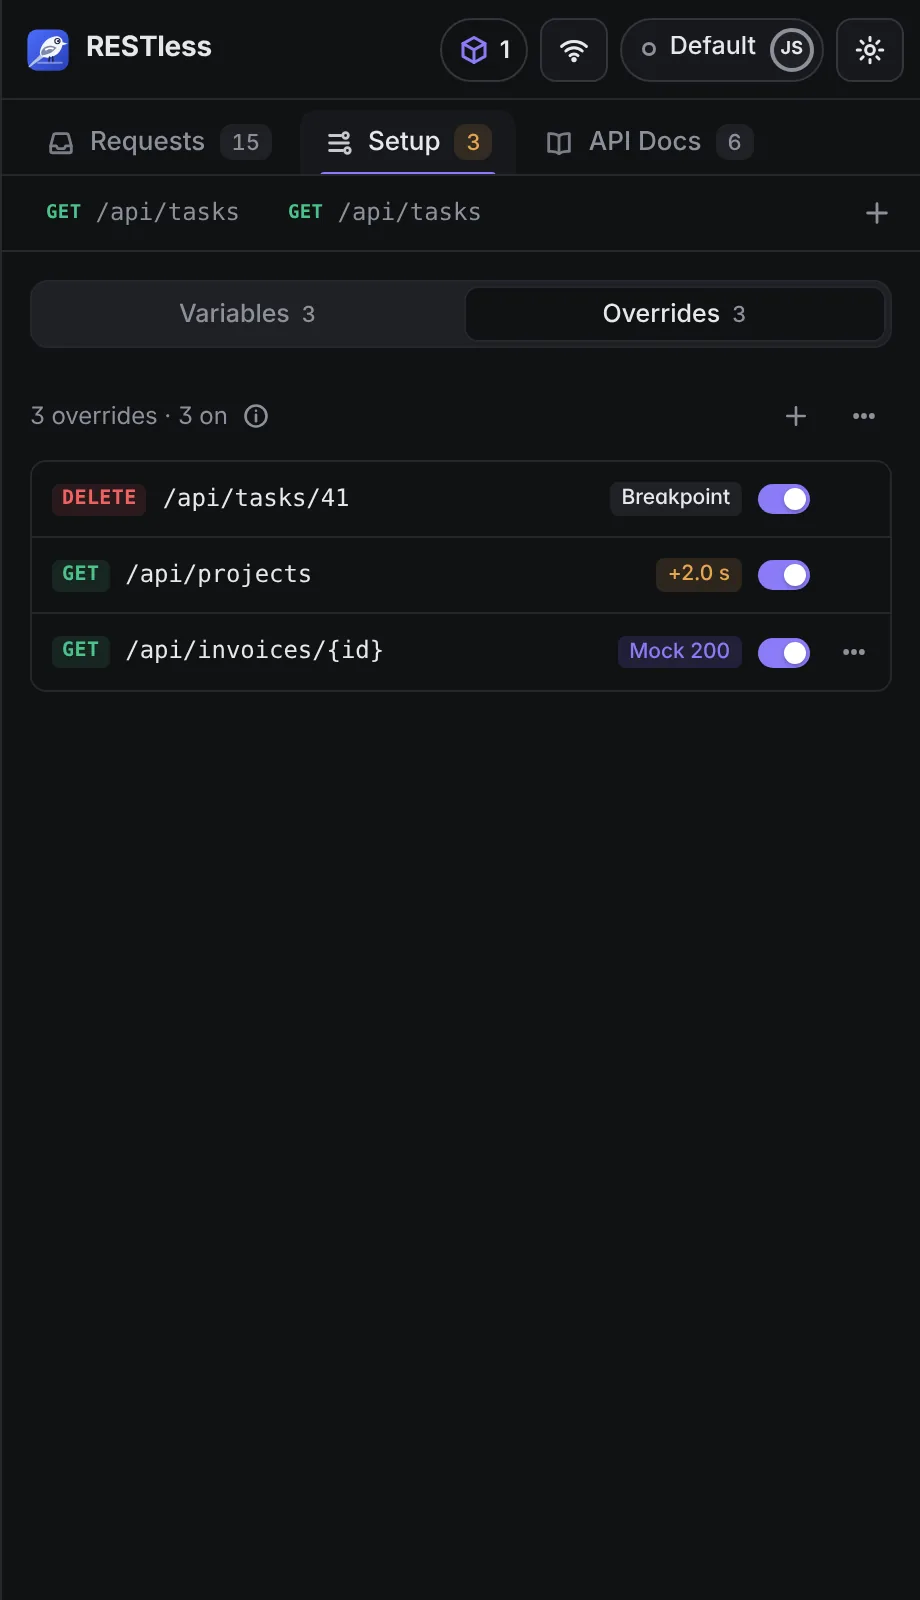 RESTless
1
Default
JS
Requests 15
Setup 3
API Docs 6
GET /api/tasks
GET /api/tasks
Variables 3
Overrides 3
3 overrides · 3 on
DELETE /api/tasks/41
Breakpoint
GET /api/projects
+2.0 s
GET /api/invoices/{id}
Mock 200